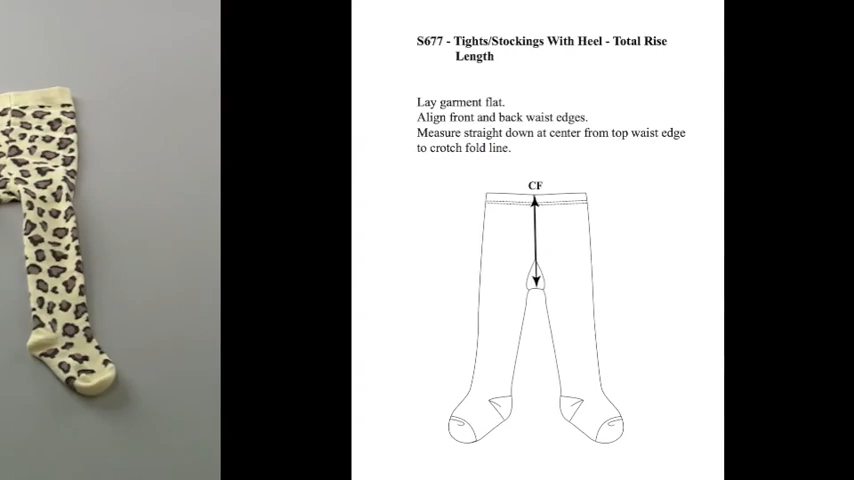 S677 - Tights/Stockings With Heel - Total Rise
Length
Lay garment flat.
Align front and back waist edges.
Measure straight down at center from top waist edge
to crotch fold line.
CF